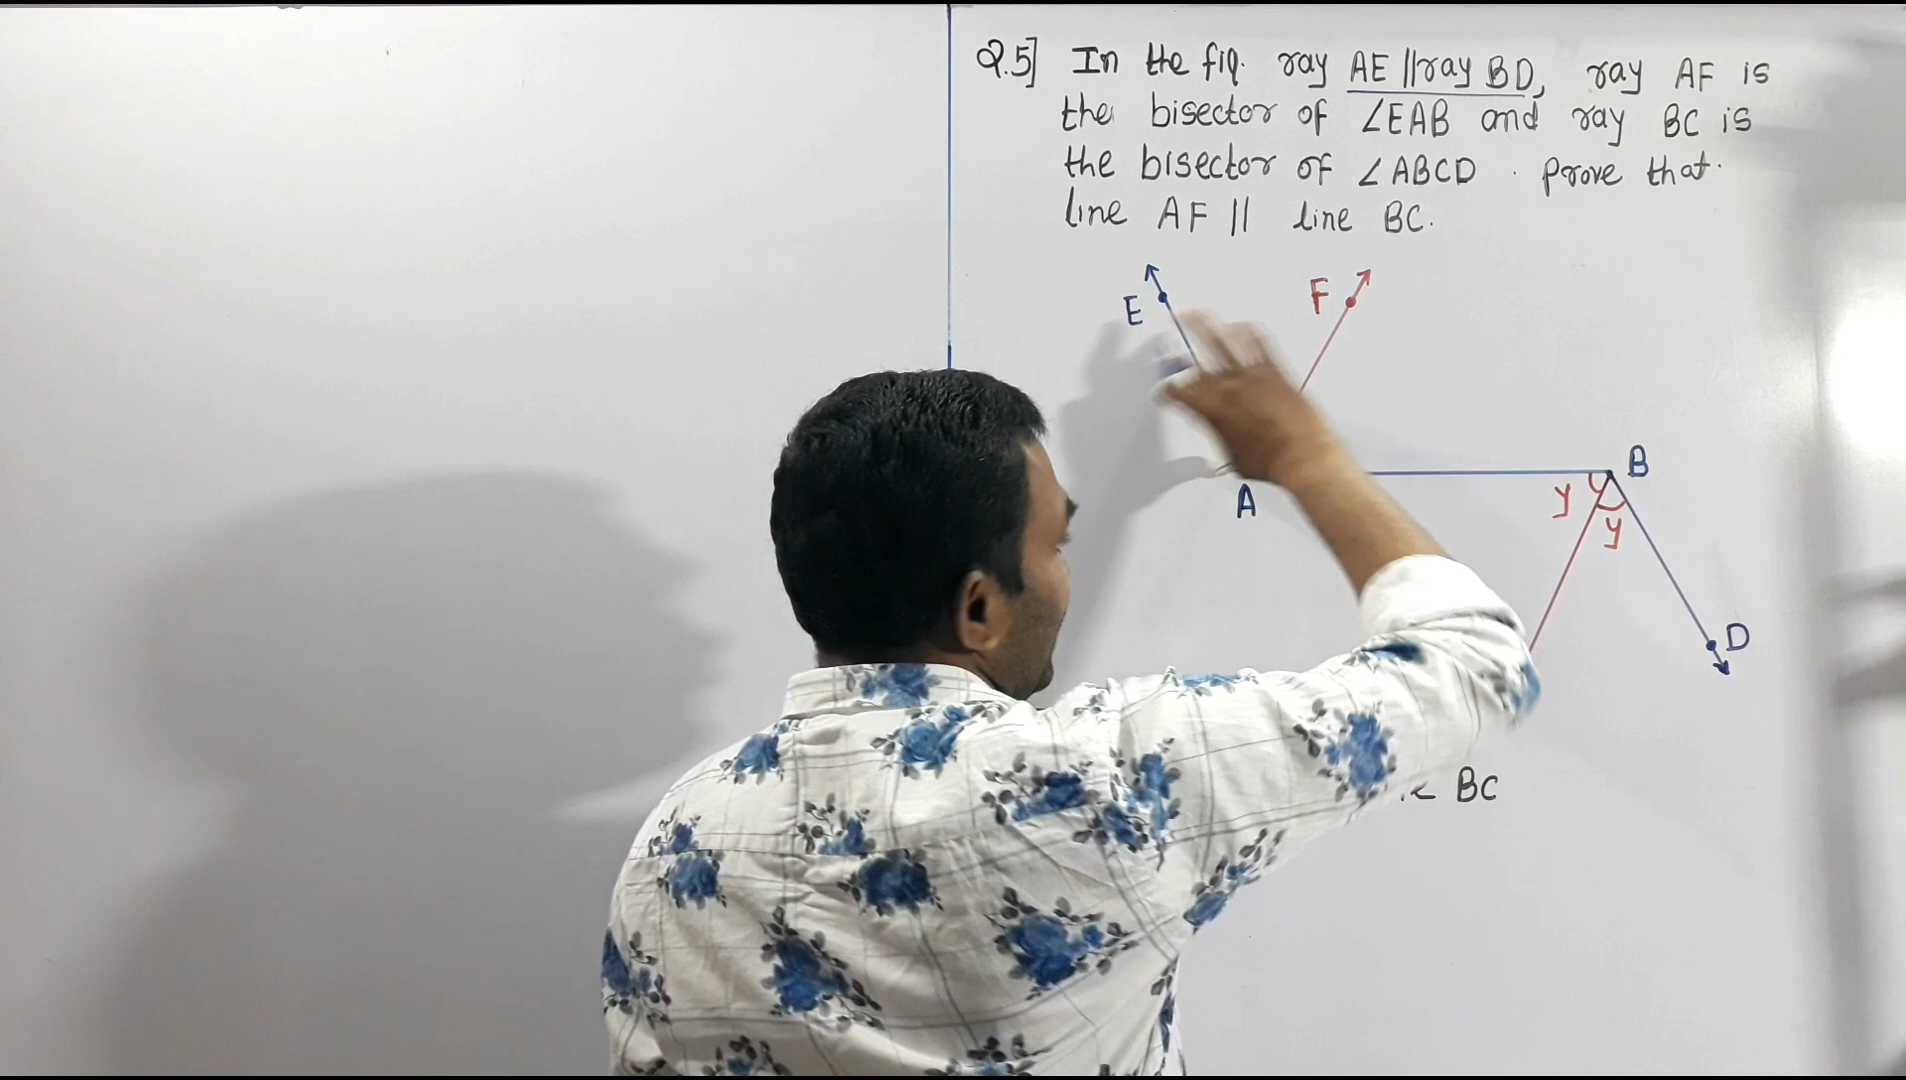 Q.5] In the fig. ray AE || ray BD, ray AF is
the bisector of ∠EAB and ray BC is
the bisector of ∠ABCD . prove that.
line AF || line BC.
E
F
B
A
y
y
D
BC